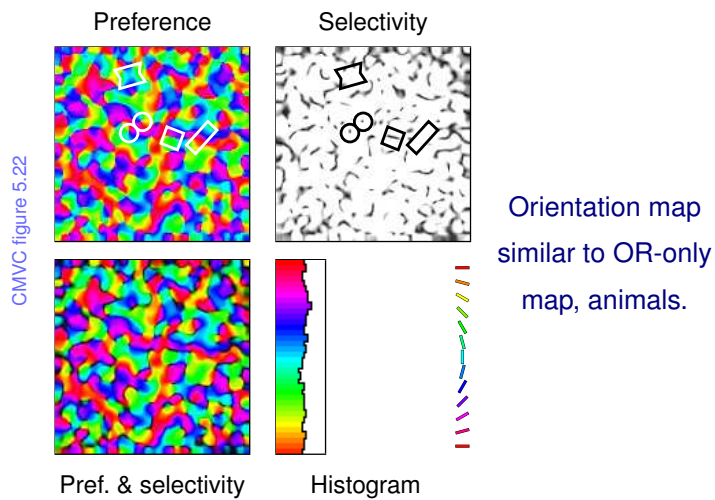 Preference
Selectivity
CMVC figure 5.22
Orientation map
similar to OR-only
map, animals.
Pref. & selectivity
Histogram